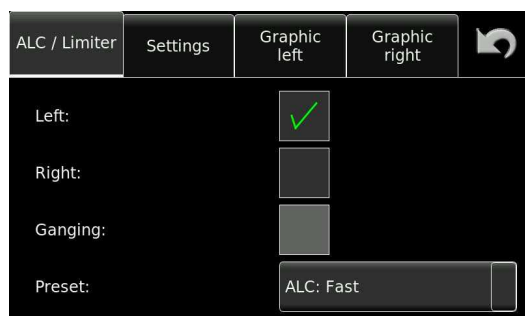 ALC / Limiter
Settings
Graphic
left
Graphic
right
Left:
Right:
Ganging:
Preset:
ALC: Fast